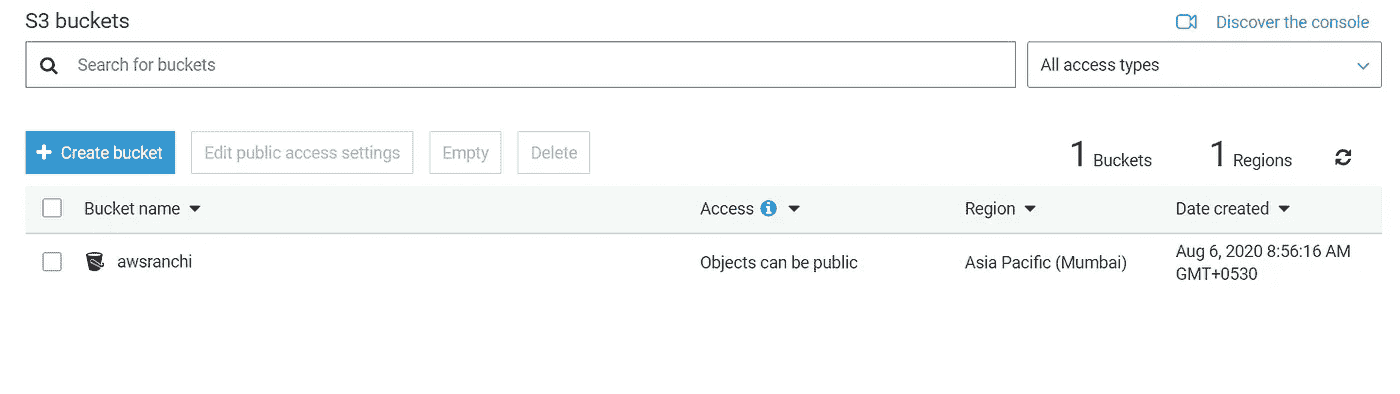 S3 buckets
Discover the console
Search for buckets
All access types
Create bucket
Edit public access settings
Empty
Delete
1 Buckets
1 Regions
Bucket name
Access
Region
Date created
awsranchi
Objects can be public
Asia Pacific (Mumbai)
Aug 6, 2020 8:56:16 AM
GMT+0530